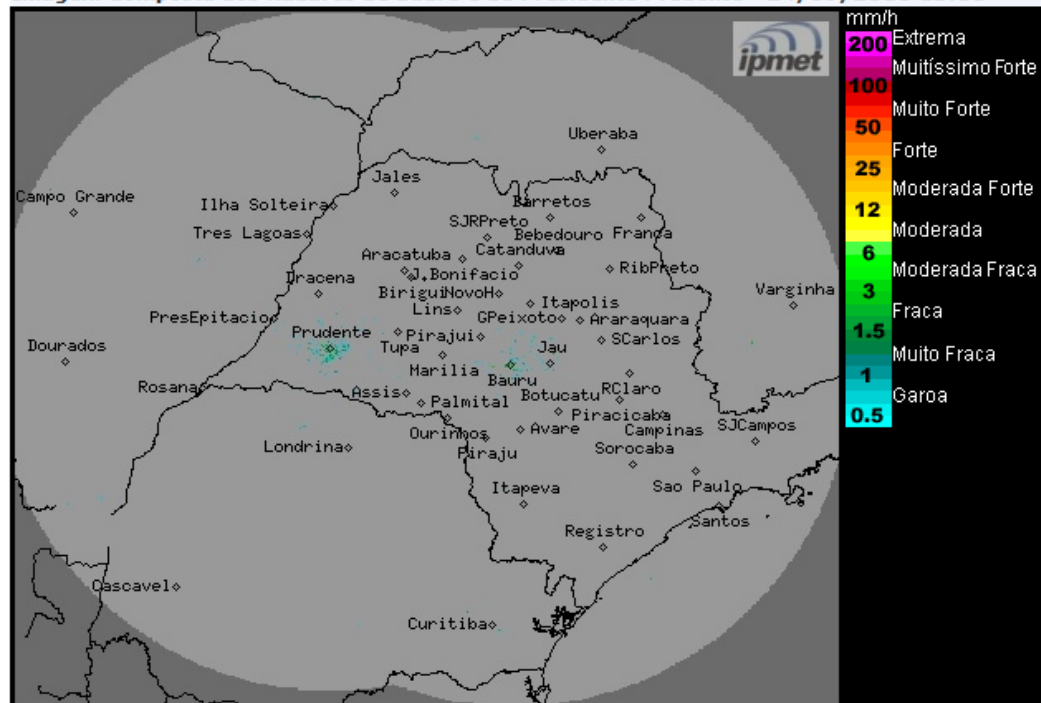 mm/h
ipmet
200 Extrema
Muitíssimo Forte
100
Muito Forte
50
Forte
25
Moderada Forte
12
Moderada
6
Moderada Fraca
3
Fraca
1.5
Muito Fraca
1
Garoa
0.5
Uberaba
Jales
Campo Grande
Ilha Solteira
Barretos
SJRPreto
Tres Lagoas
Bebedouro
Franca
Aracatuba
Catanduva
J.Bonifacio
RibPreto
Dracena
Birigui
NovoH
Varginha
Itapolis
Lins
PresEpitacio
GPeixoto
Araraquara
Prudente
Pirajui
SCarlos
Dourados
Tupa
Jau
Marilia
Bauru
Rosana
Assis
RClaro
Palmital
Botucatu
Piracicaba
Ourinhos
Avare
Campinas
SJCampos
Londrina
Piraju
Sorocaba
Itapeva
Sao Paulo
Santos
Registro
Cascavel
Curitiba